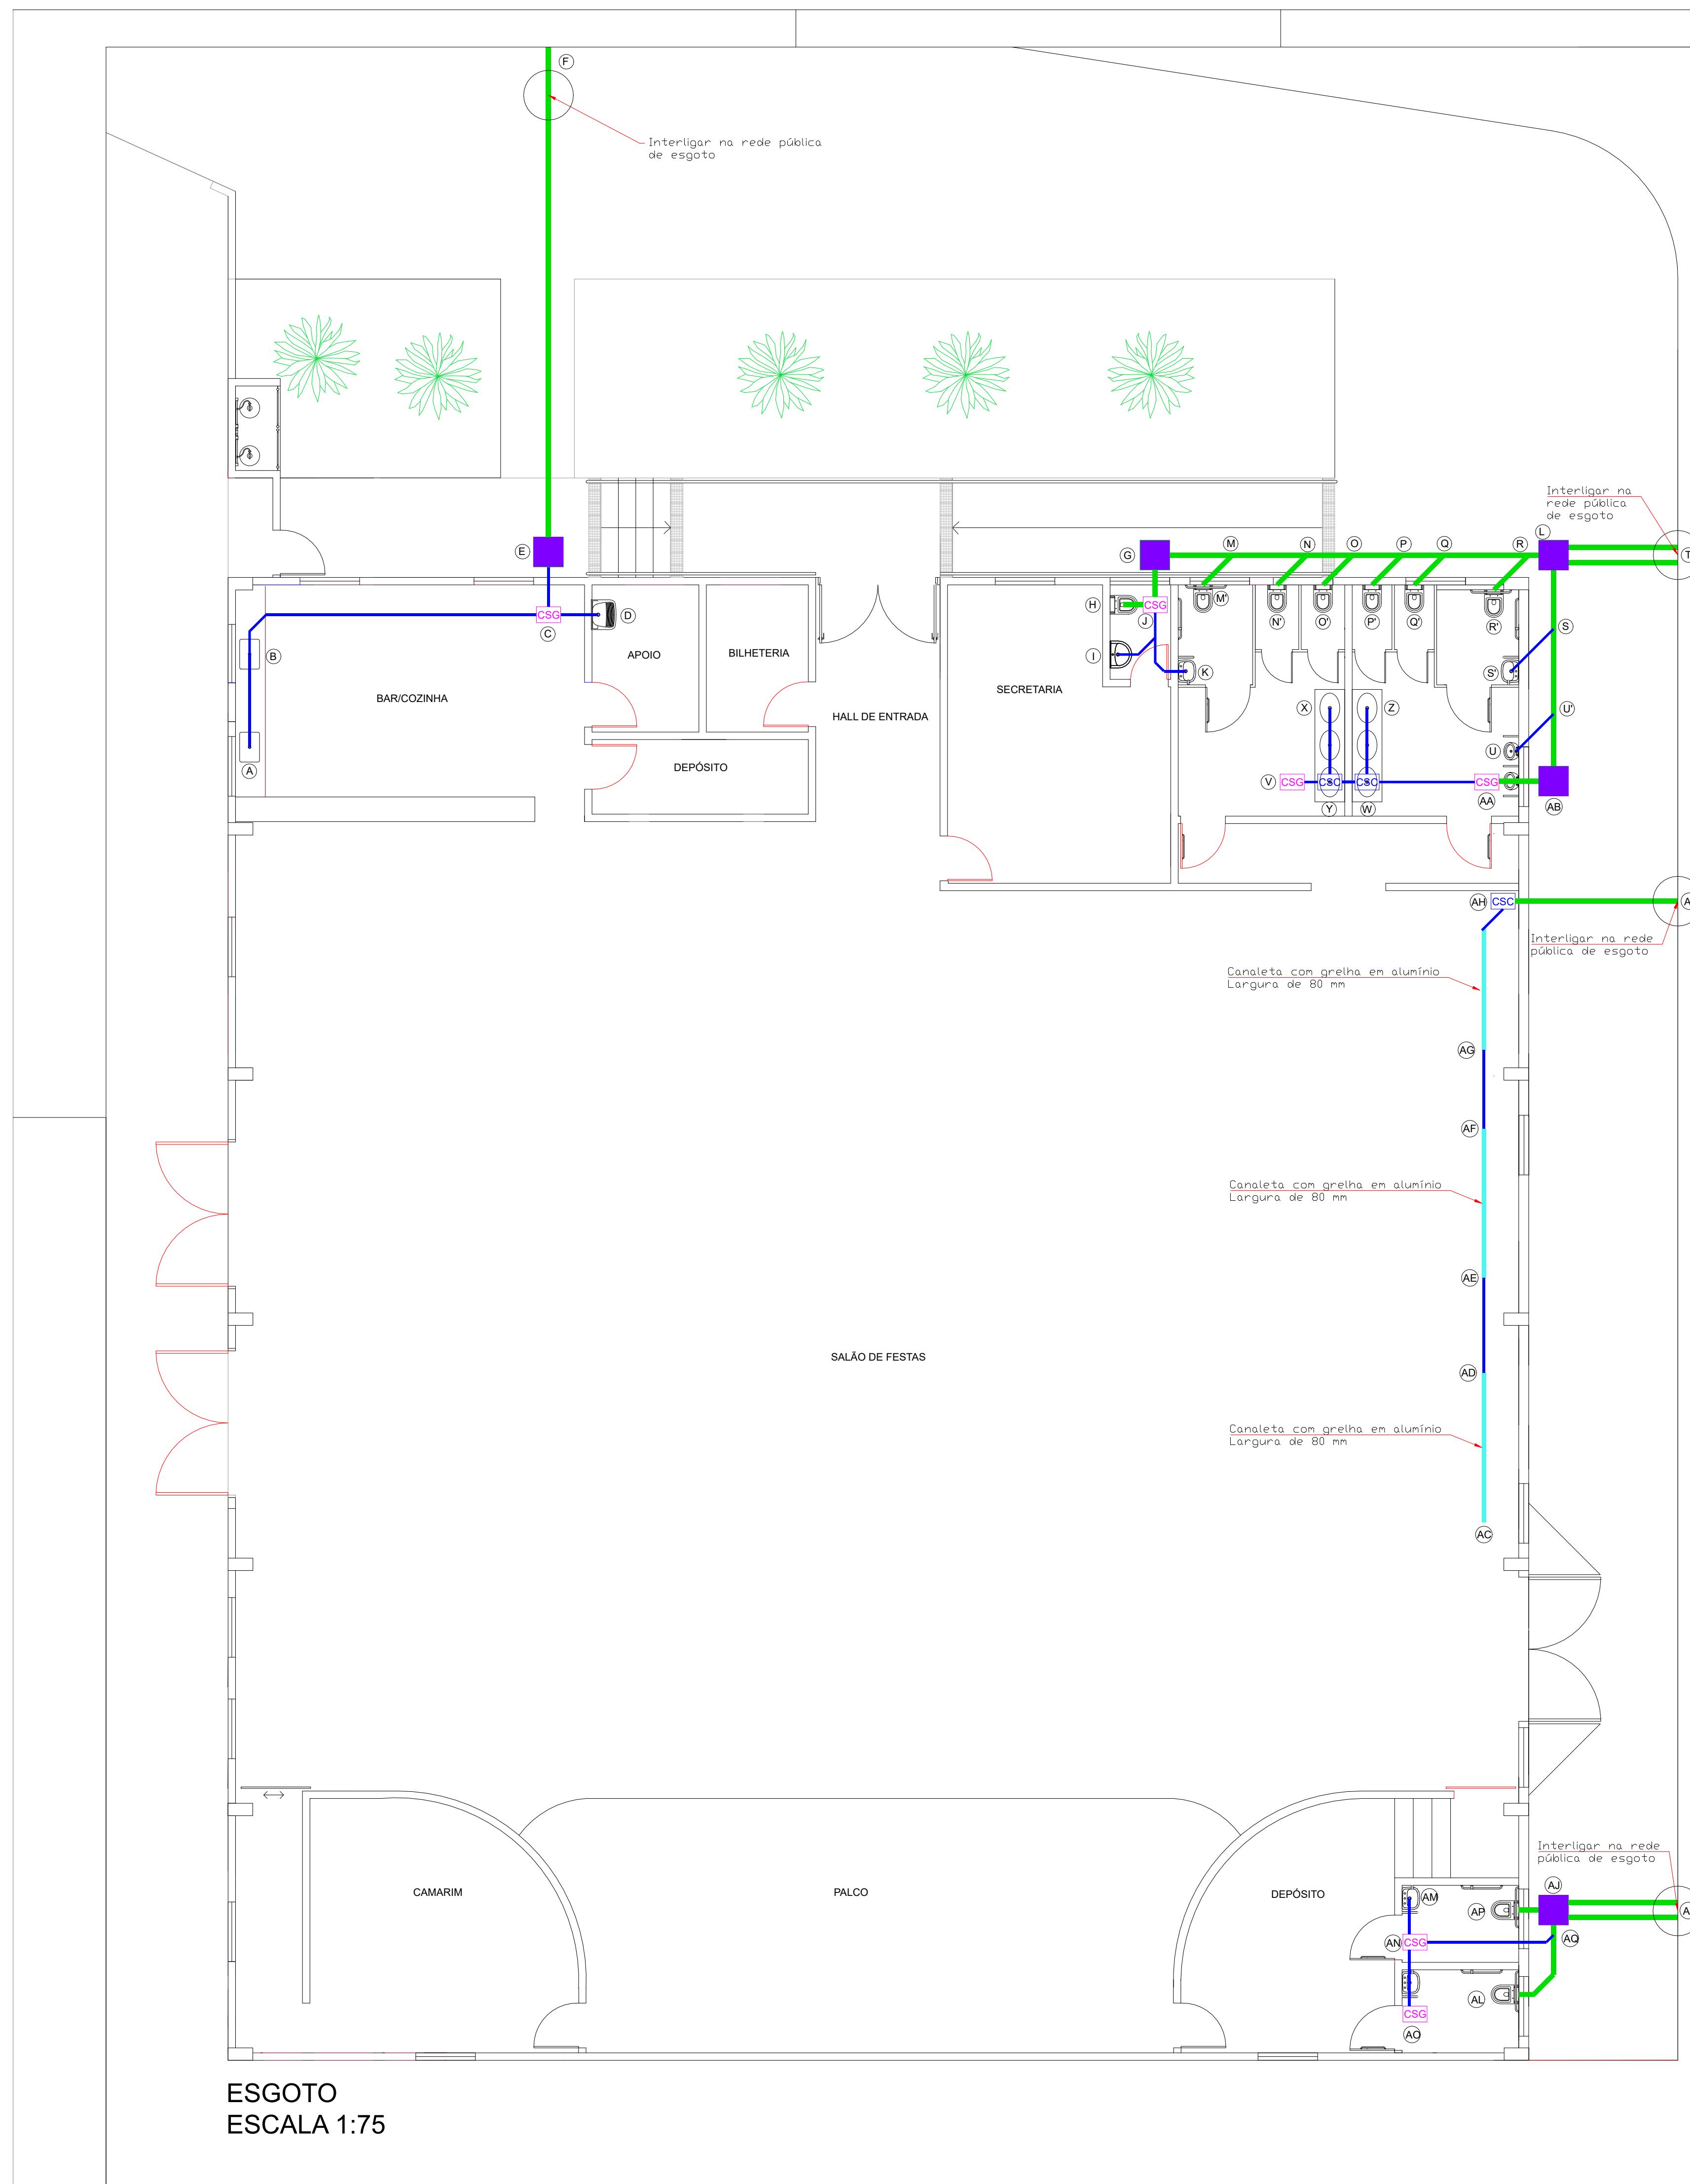 F
Interligar na rede pública
de esgoto
Interligar na
rede pública
de esgoto
L
E
G
M
N
O
P
Q
R
T
H
CSG
J
M'
N'
O'
P'
Q'
R'
S
CSG
C
D
B
APOIO
BILHETERIA
I
K
S'
BAR/COZINHA
SECRETARIA
HALL DE ENTRADA
X
Z
U'
A
DEPÓSITO
U
V
CSG
CSC
CSC
CSG
Y
W
AA
AB
AH
CSC
Interligar na rede
pública de esgoto
Canaleta com grelha em alumínio
Largura de 80 mm
AG
AF
Canaleta com grelha em alumínio
Largura de 80 mm
AE
SALÃO DE FESTAS
AD
Canaleta com grelha em alumínio
Largura de 80 mm
AC
Interligar na rede
pública de esgoto
CAMARIM
PALCO
DEPÓSITO
AJ
AM
AP
AN
CSG
AQ
AL
CSG
AO
ESGOTO
ESCALA 1:75